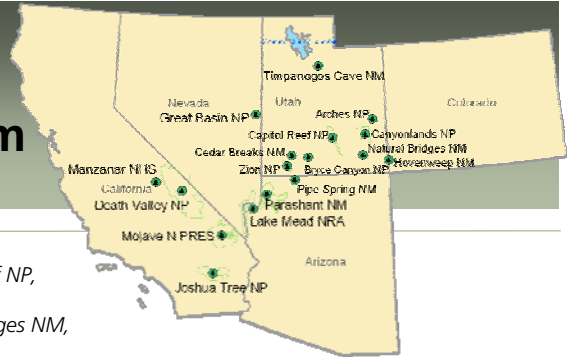 m
Timpanogos Cave NM
Nevada
Utah
Colorado
Great Basin NP
Arches NP
Capitol Reef NP
Canyonlands NP
Cedar Breaks NM
Natural Bridges NM
Hovenweep NM
Zion NP
Bryce Canyon NP
Manzanar NHS
California
Pipe Spring NM
Death Valley NP
Parashant NM
Lake Mead NRA
Mojave N PRES
Arizona
Joshua Tree NP
NP,
ges NM,